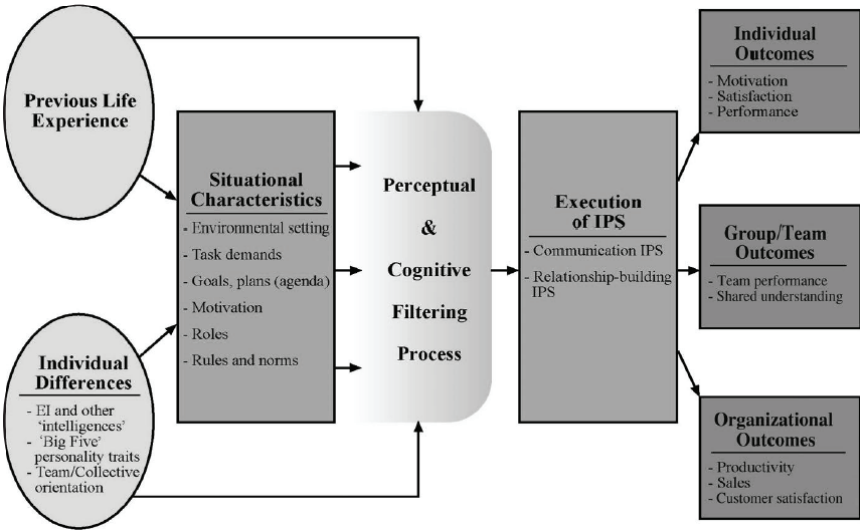 Previous Life
Experience
Individual
Differences
- EI and other
'intelligences'
- 'Big Five'
personality traits
- Team/Collective
orientation
Situational
Characteristics
- Environmental setting
- Task demands
- Goals, plans (agenda)
- Motivation
- Roles
- Rules and norms
Perceptual
&
Cognitive
Filtering
Process
Execution
of IPS
- Communication IPS
- Relationship-building
IPS
Individual
Outcomes
- Motivation
- Satisfaction
- Performance
Group/Team
Outcomes
- Team performance
- Shared understanding
Organizational
Outcomes
- Productivity
- Sales
- Customer satisfaction